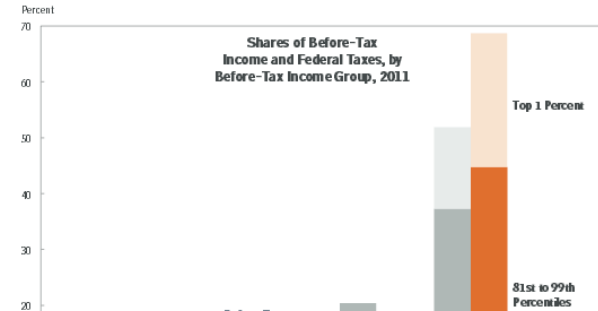 Percent
70
Shares of Before-Tax
Income and Federal Taxes, by
Before-Tax Income Group, 2011
60
Top 1 Percent
50
40
30
81st to 99th
Percentiles
20